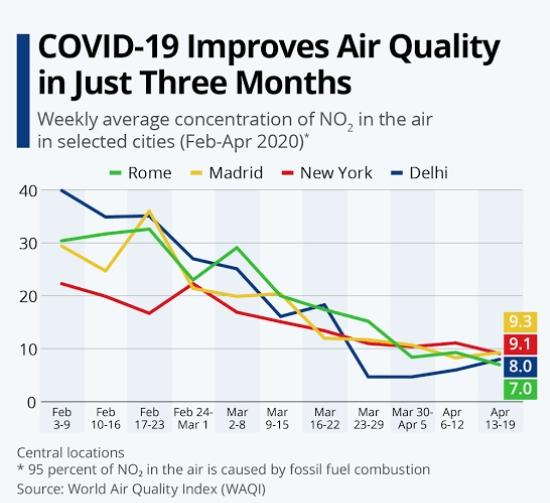 COVID-19 Improves Air Quality
in Just Three Months
Weekly average concentration of NO₂ in the air
in selected cities (Feb-Apr 2020)*
Rome Madrid New York Delhi
40
30
20
10
0
9.3
9.1
8.0
7.0
Feb 3-9
Feb 10-16
Feb 17-23
Feb 24-Mar 1
Mar 2-8
Mar 9-15
Mar 16-22
Mar 23-29
Mar 30-Apr 5
Apr 6-12
Apr 13-19
Central locations
* 95 percent of NO₂ in the air is caused by fossil fuel combustion
Source: World Air Quality Index (WAQI)